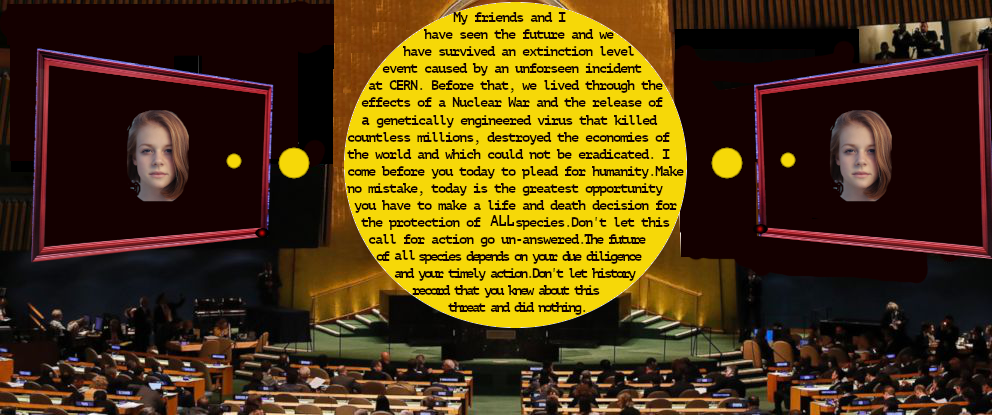 My friends and I
have seen the future and we
have survived an extinction level
event caused by an unforseen incident
at CERN. Before that, we lived through the
effects of a Nuclear War and the release of
a genetically engineered virus that killed
countless millions, destroyed the economies of
the world and which could not be eradicated. I
come before you today to plead for humanity.Make
no mistake, today is the greatest opportunity
you have to make a life and death decision for
the protection of ALL species.Don't let this
call for action go un-answered.The future
of all species depends on your due diligence
and your timely action.Don't let history
record that you knew about this
threat and did nothing.